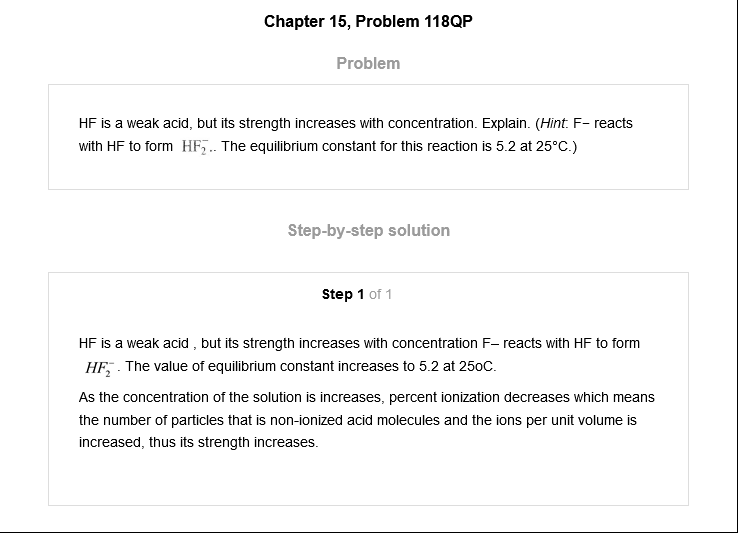 Chapter 15, Problem 118QP
Problem
HF is a weak acid, but its strength increases with concentration. Explain. (Hint: F− reacts
with HF to form HF₂⁻.. The equilibrium constant for this reaction is 5.2 at 25°C.)
Step-by-step solution
Step 1 of 1
HF is a weak acid , but its strength increases with concentration F− reacts with HF to form
HF₂⁻ . The value of equilibrium constant increases to 5.2 at 25oC.
As the concentration of the solution is increases, percent ionization decreases which means
the number of particles that is non-ionized acid molecules and the ions per unit volume is
increased, thus its strength increases.